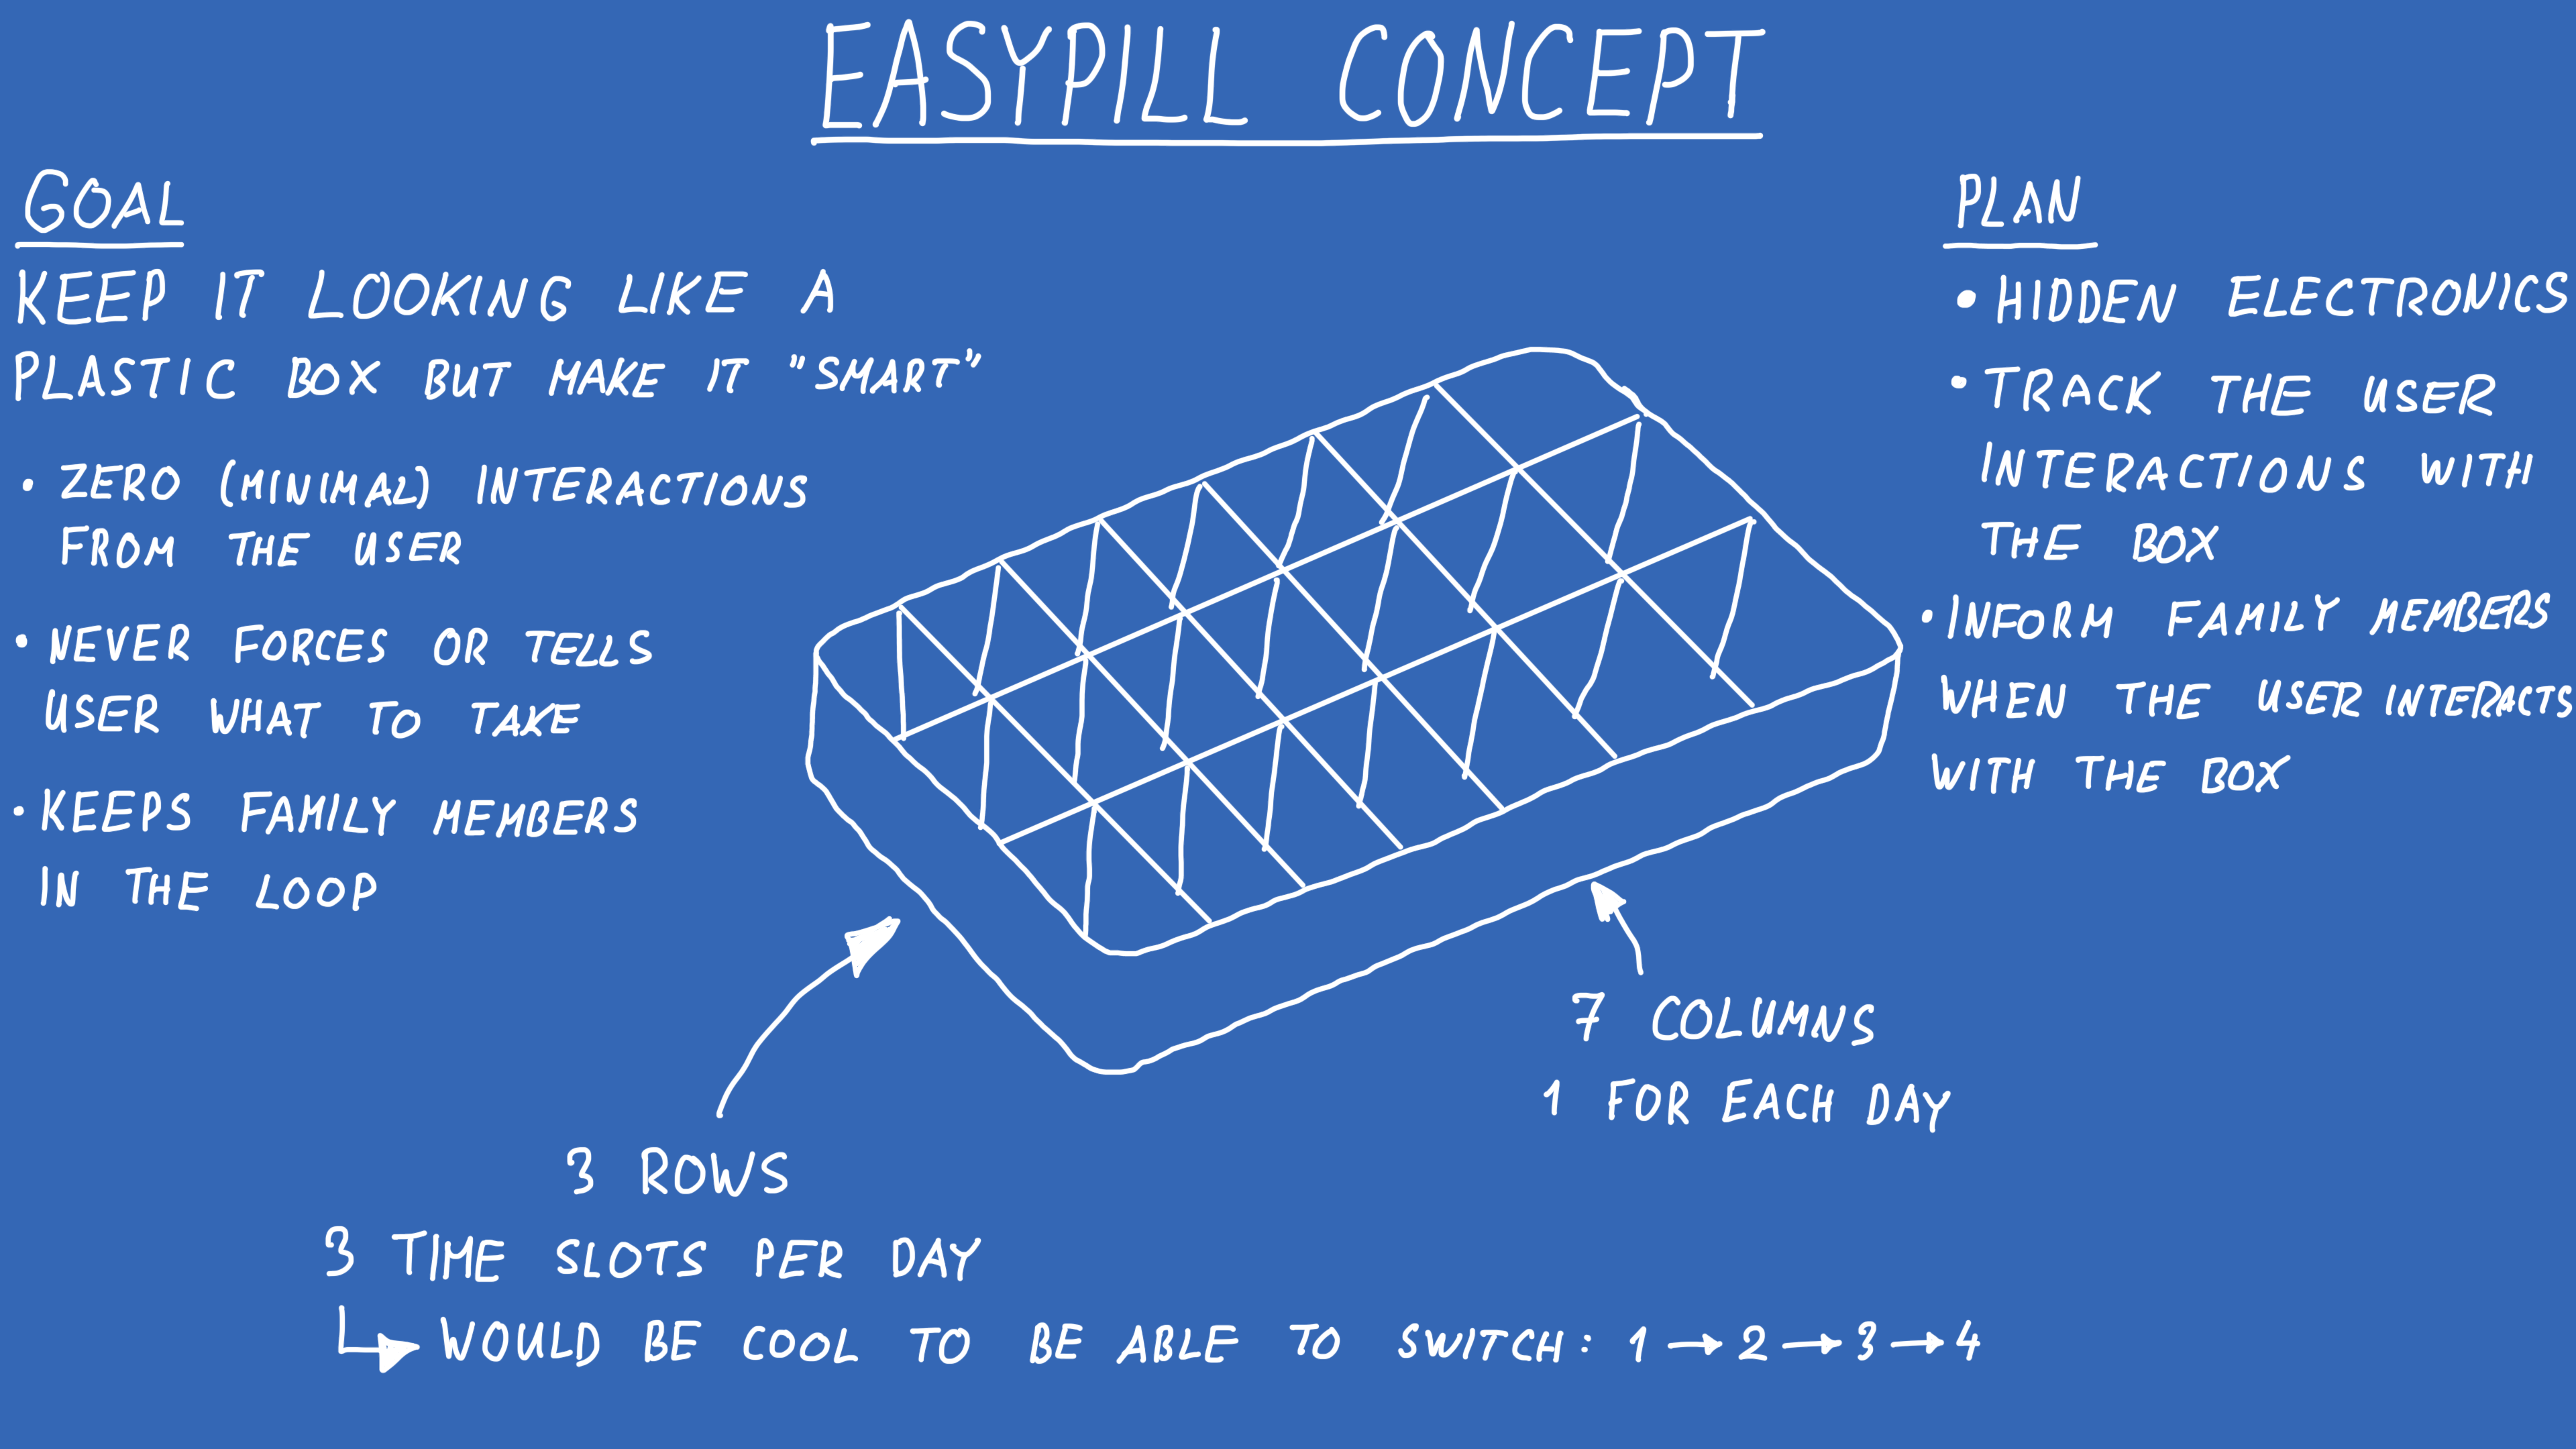 EASYPILL CONCEPT
GOAL
KEEP IT LOOKING LIKE A
PLASTIC BOX BUT MAKE IT "SMART"
• ZERO (MINIMAL) INTERACTIONS
FROM THE USER
• NEVER FORCES OR TELLS
USER WHAT TO TAKE
• KEEPS FAMILY MEMBERS
IN THE LOOP
PLAN
• HIDDEN ELECTRONICS
• TRACK THE USER
INTERACTIONS WITH
THE BOX
• INFORM FAMILY MEMBERS
WHEN THE USER INTERACTS
WITH THE BOX
7 COLUMNS
1 FOR EACH DAY
3 ROWS
3 TIME SLOTS PER DAY
↳ WOULD BE COOL TO BE ABLE TO SWITCH: 1 → 2 → 3 → 4